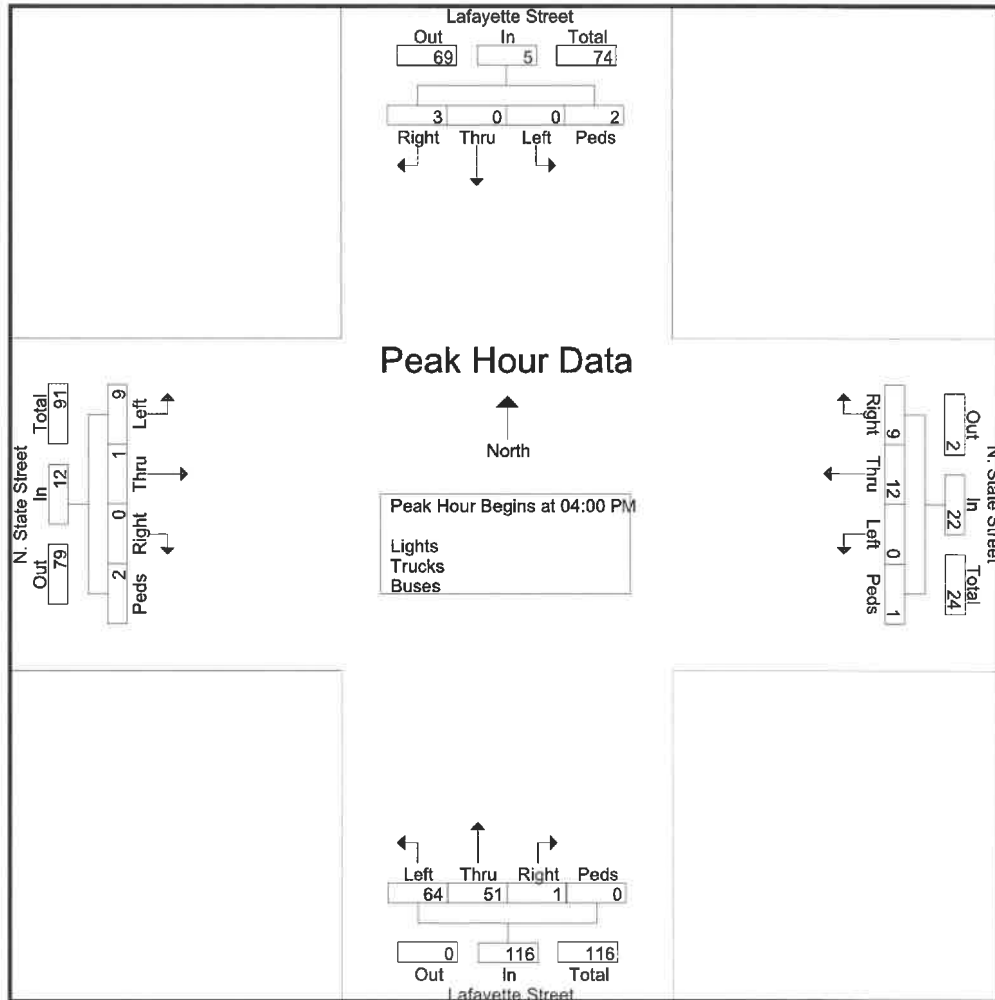 Lafayette Street
Out In Total
69 5 74
3 0 0 2
Right Thru Left Peds
Peak Hour Data
North
Peak Hour Begins at 04:00 PM
Lights
Trucks
Buses
N. State Street
Total In Out
91 12 79
9 1 0 2
Left Thru Right Peds
N. State Street
Out In Total
2 22 24
9 12 0 1
Right Thru Left Peds
Left Thru Right Peds
64 51 1 0
0 116 116
Out In Total
Lafayette Street